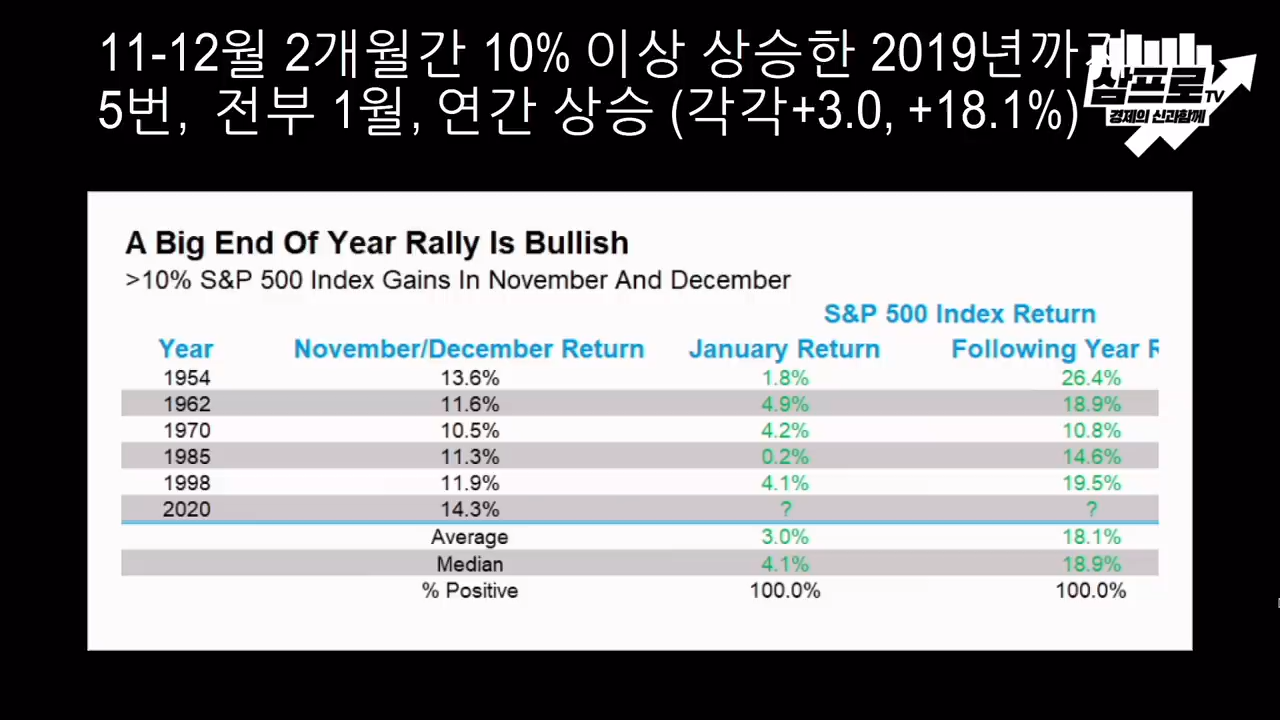 11-12월 2개월간 10% 이상 상승한 2019년까지
5번, 전부 1월, 연간 상승 (각각+3.0, +18.1%)
삼프로TV
경제의 신과함께
A Big End Of Year Rally Is Bullish
>10% S&P 500 Index Gains In November And December
S&P 500 Index Return
Year November/December Return January Return Following Year R
1954 13.6% 1.8% 26.4%
1962 11.6% 4.9% 18.9%
1970 10.5% 4.2% 10.8%
1985 11.3% 0.2% 14.6%
1998 11.9% 4.1% 19.5%
2020 14.3% ? ?
Average 3.0% 18.1%
Median 4.1% 18.9%
% Positive 100.0% 100.0%